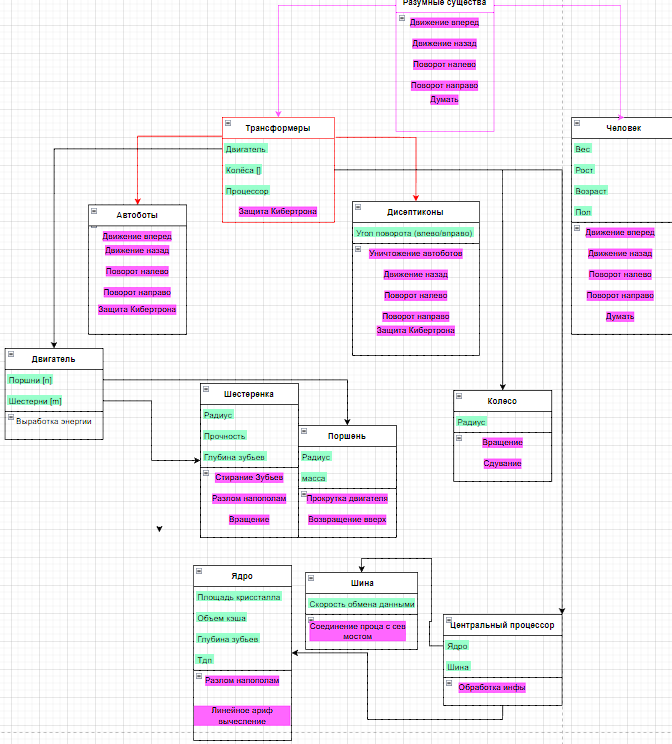 Разумные существа
Движение вперед
Движение назад
Поворот налево
Поворот направо
Думать
Трансформеры
Двигатель
Колёса []
Процессор
Защита Кибертрона
Человек
Вес
Рост
Возраст
Пол
Движение вперед
Движение назад
Поворот налево
Поворот направо
Думать
Автоботы
Движение вперед
Движение назад
Поворот налево
Поворот направо
Защита Кибертрона
Дисептиконы
Угол поворота (влево/вправо)
Уничтожение автоботов
Движение назад
Поворот налево
Поворот направо
Защита Кибертрона
Двигатель
Поршни [n]
Шестерни [m]
Выработка энергии
Шестеренка
Радиус
Прочность
Глубина зубьев
Стирание Зубьев
Разлом напополам
Вращение
Поршень
Радиус
масса
Прокрутка двигателя
Возвращение вверх
Колесо
Радиус
Вращение
Сдувание
Ядро
Площадь криссталла
Объем кэша
Глубина зубьев
Тдп
Разлом напополам
Линейное ариф
вычесление
Шина
Скорость обмена данными
Соединение проца с сев
мостом
Центральный процессор
Ядро
Шина
Обработка инфы